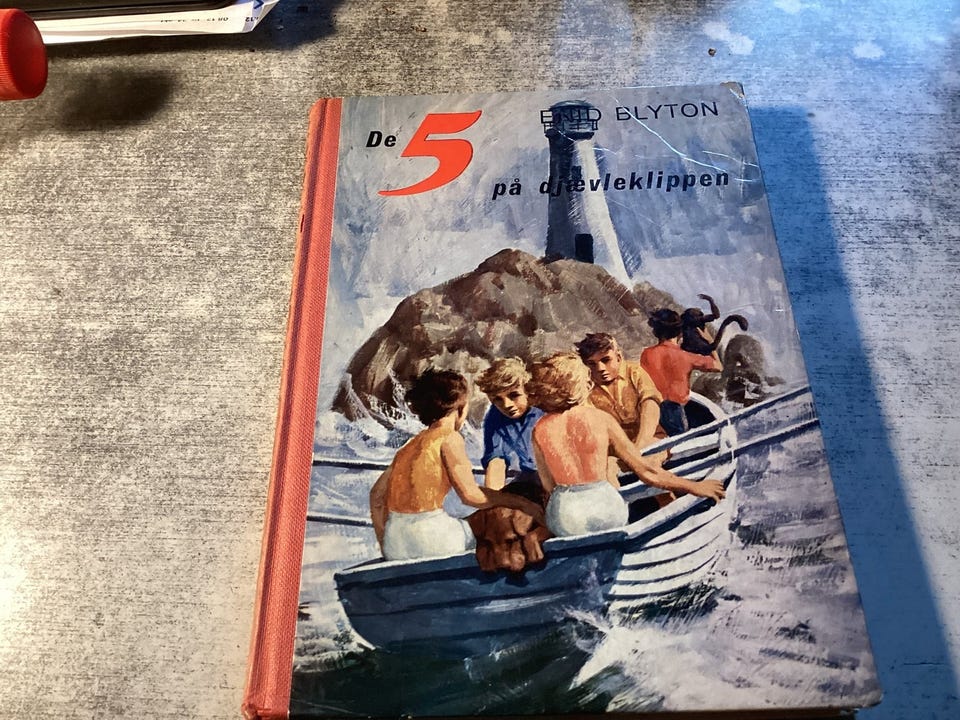 ENID BLYTON
De 5
på djævleklippen